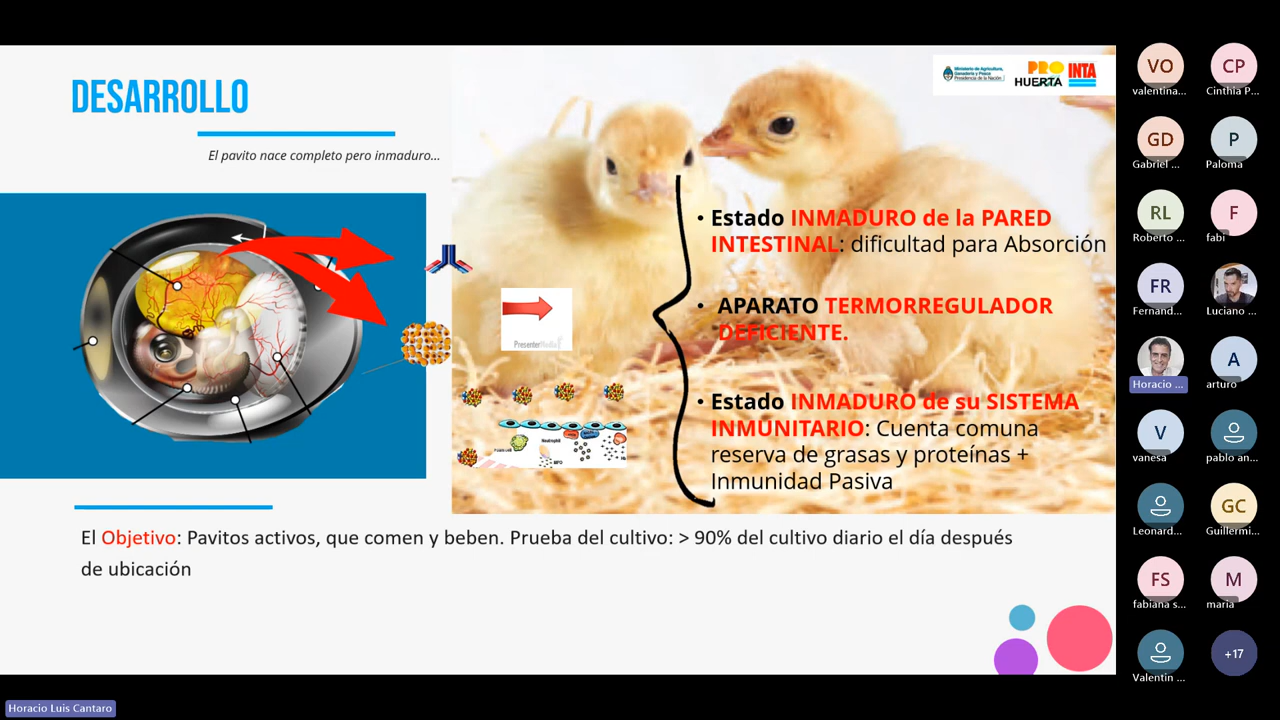 DESARROLLO
El pavito nace completo pero inmaduro...
Ministerio de Agricultura,
Ganadería y Pesca
Presidencia de la Nación
PRO
HUERTA
INTA
• Estado INMADURO de la PARED
INTESTINAL: dificultad para Absorción
• APARATO TERMORREGULADOR
DEFICIENTE.
• Estado INMADURO de su SISTEMA
INMUNITARIO: Cuenta comuna
reserva de grasas y proteínas +
Inmunidad Pasiva
PresenterMedia
Neutrophil
MPO
El Objetivo: Pavitos activos, que comen y beben. Prueba del cultivo: > 90% del cultivo diario el día después
de ubicación
VO
valentina...
CP
Cinthia P...
GD
Gabriel ...
P
Paloma
RL
Roberto ...
F
fabi
FR
Fernand...
Luciano ...
Horacio ...
A
arturo
V
vanesa
pablo an...
Leonard...
GC
Guillermi...
FS
fabiana s...
M
maria
Valentin ...
+17
Horacio Luis Cantaro